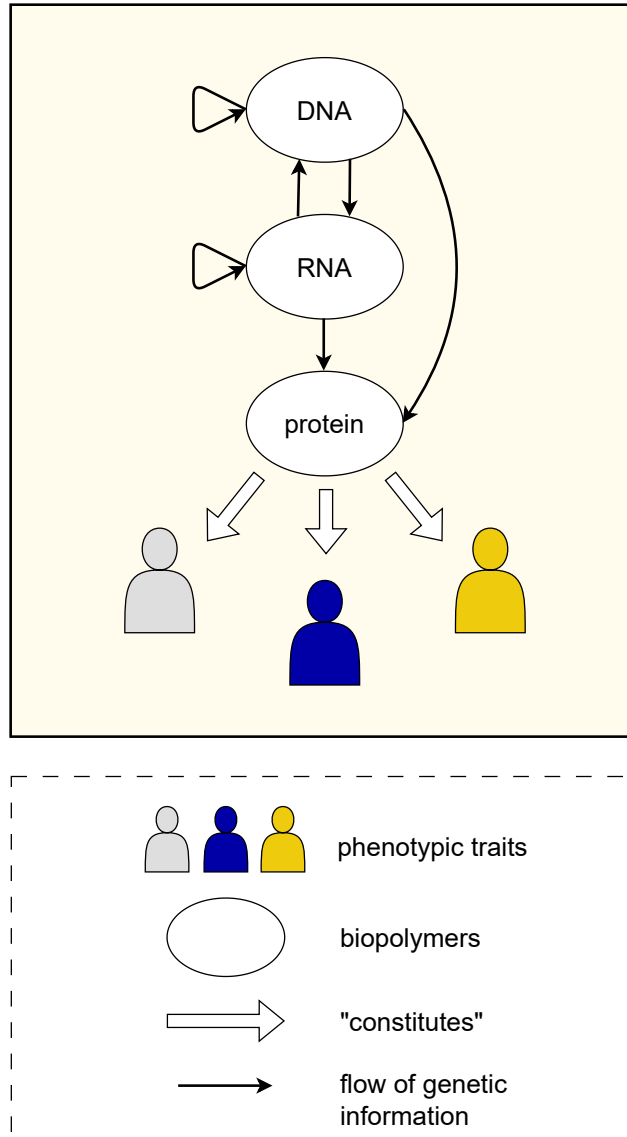 DNA
RNA
protein
phenotypic traits
biopolymers
"constitutes"
flow of genetic
information